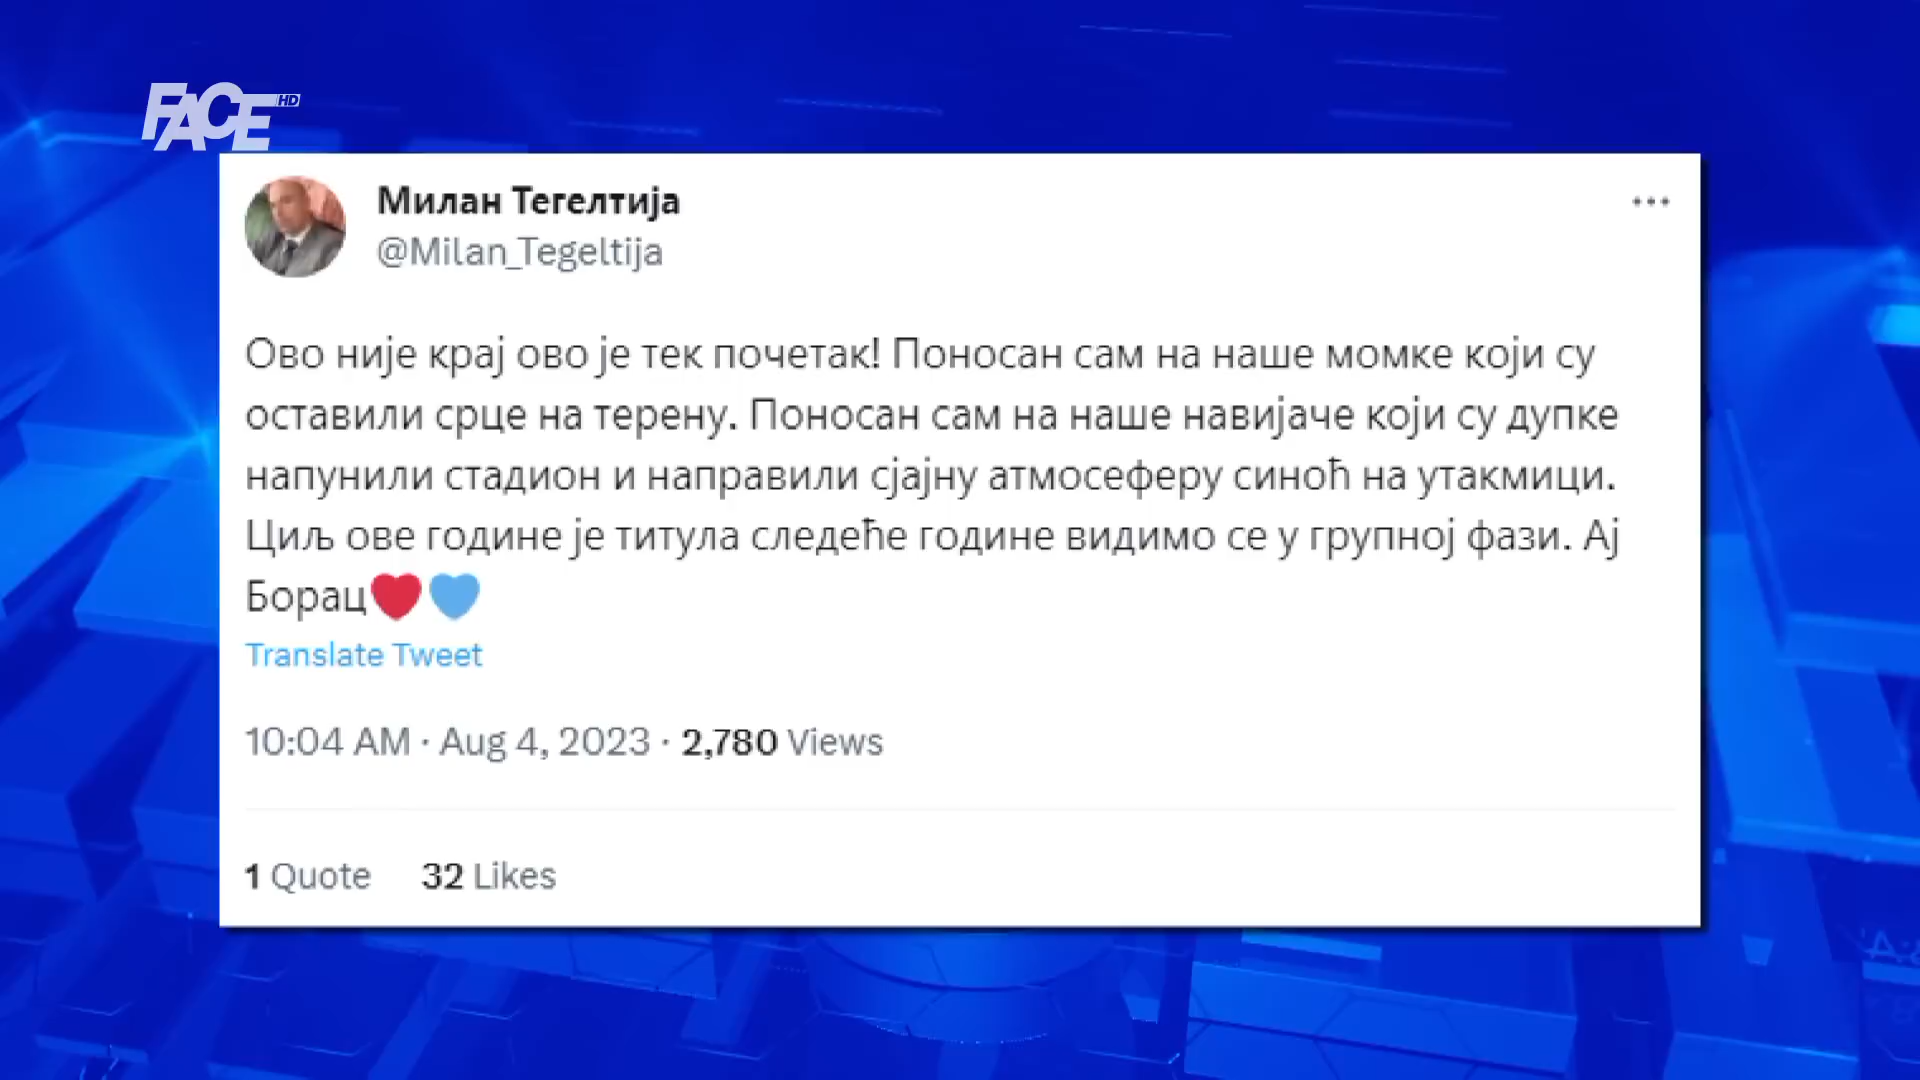 FACE HD
Милан Тегелтија
@Milan_Tegeltija
Ово није крај ово је тек почетак! Поносан сам на наше момке који су
оставили срце на терену. Поносан сам на наше навијаче који су дупке
напунили стадион и направили сјајну атмосеферу синоћ на утакмици.
Циљ ове године је титула следеће године видимо се у групној фази. Ај
Борац❤️💙
Translate Tweet
10:04 AM · Aug 4, 2023 · 2,780 Views
1 Quote 32 Likes